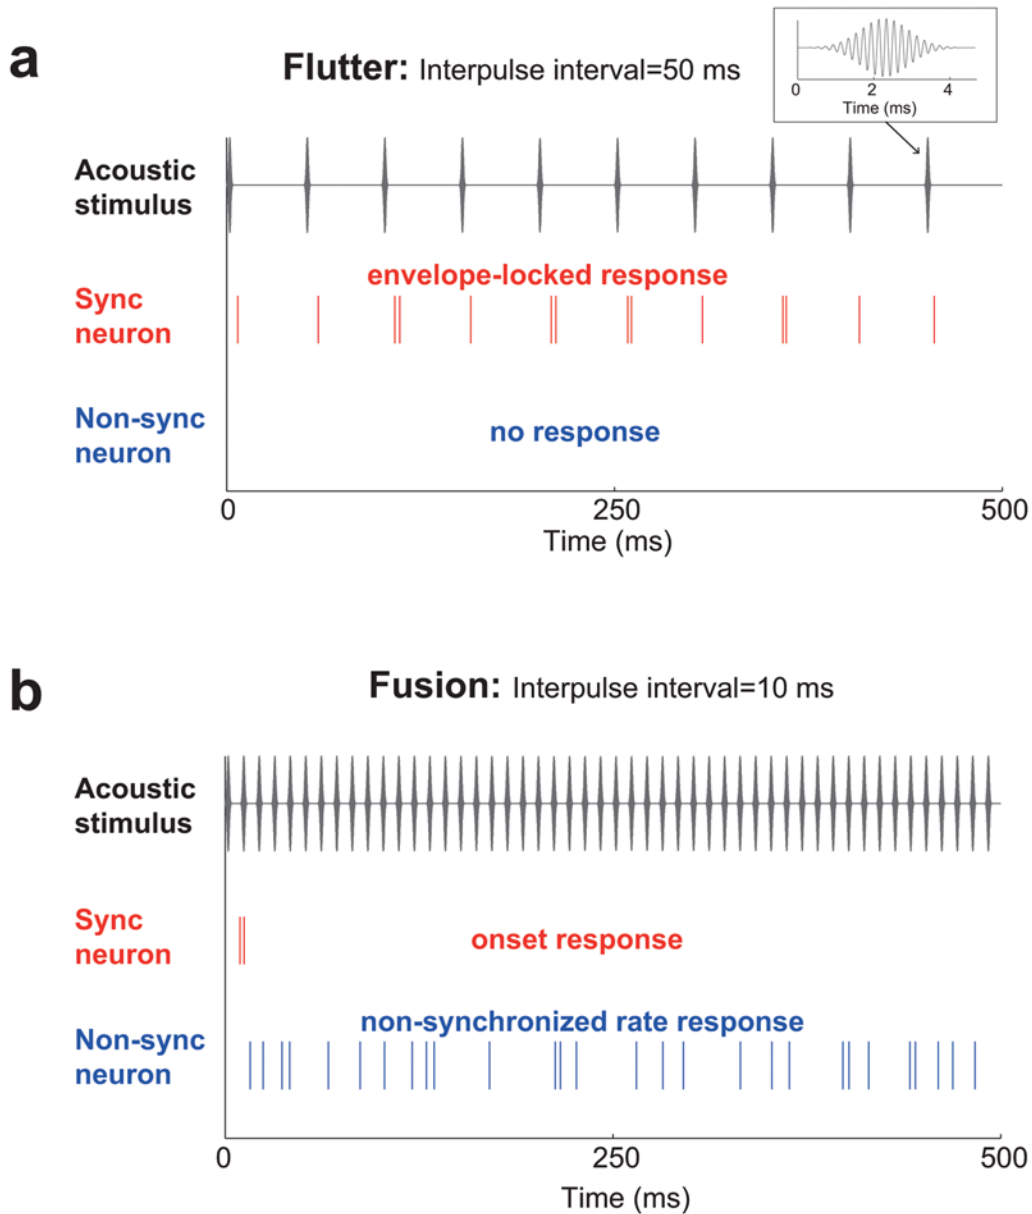 a
Flutter: Interpulse interval=50 ms
0 2 4
Time (ms)
Acoustic
stimulus
envelope-locked response
Sync
neuron
Non-sync
neuron
no response
0 250 500
Time (ms)
b
Fusion: Interpulse interval=10 ms
Acoustic
stimulus
Sync
neuron
onset response
non-synchronized rate response
Non-sync
neuron
0 250 500
Time (ms)